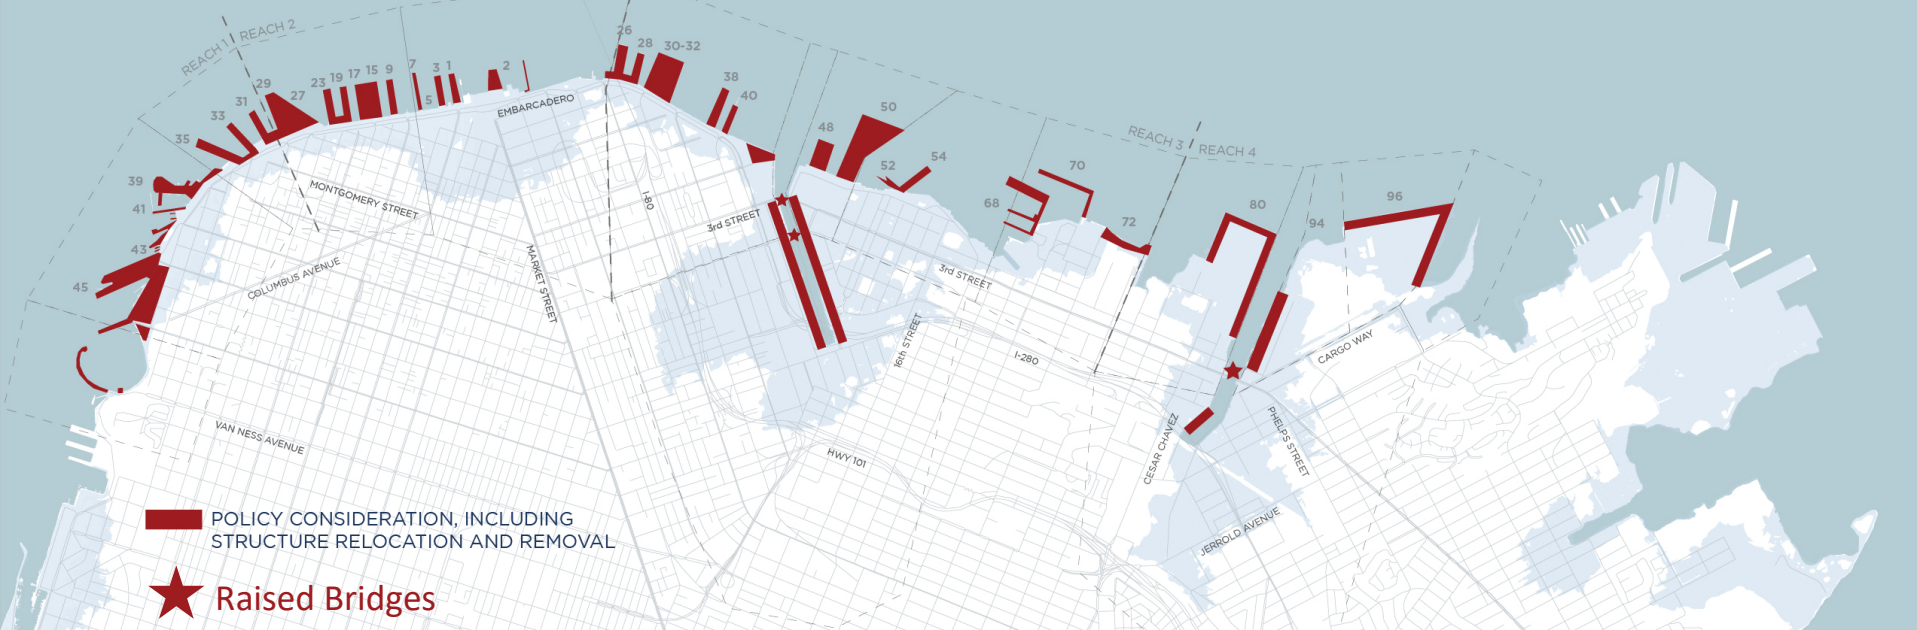 REACH 1
REACH 2
26
28
30-32
29
27
23
19
17
15
9
7
5
3
1
2
38
40
31
33
35
39
41
43
45
48
50
52
54
68
70
72
REACH 3
REACH 4
80
94
96
EMBARCADERO
MONTGOMERY STREET
COLUMBUS AVENUE
MARKET STREET
I-80
3rd STREET
3rd STREET
16th STREET
I-280
CARGO WAY
VAN NESS AVENUE
HWY 101
CESAR CHAVEZ
PHELPS STREET
JERROLD AVENUE
POLICY CONSIDERATION, INCLUDING
STRUCTURE RELOCATION AND REMOVAL
Raised Bridges